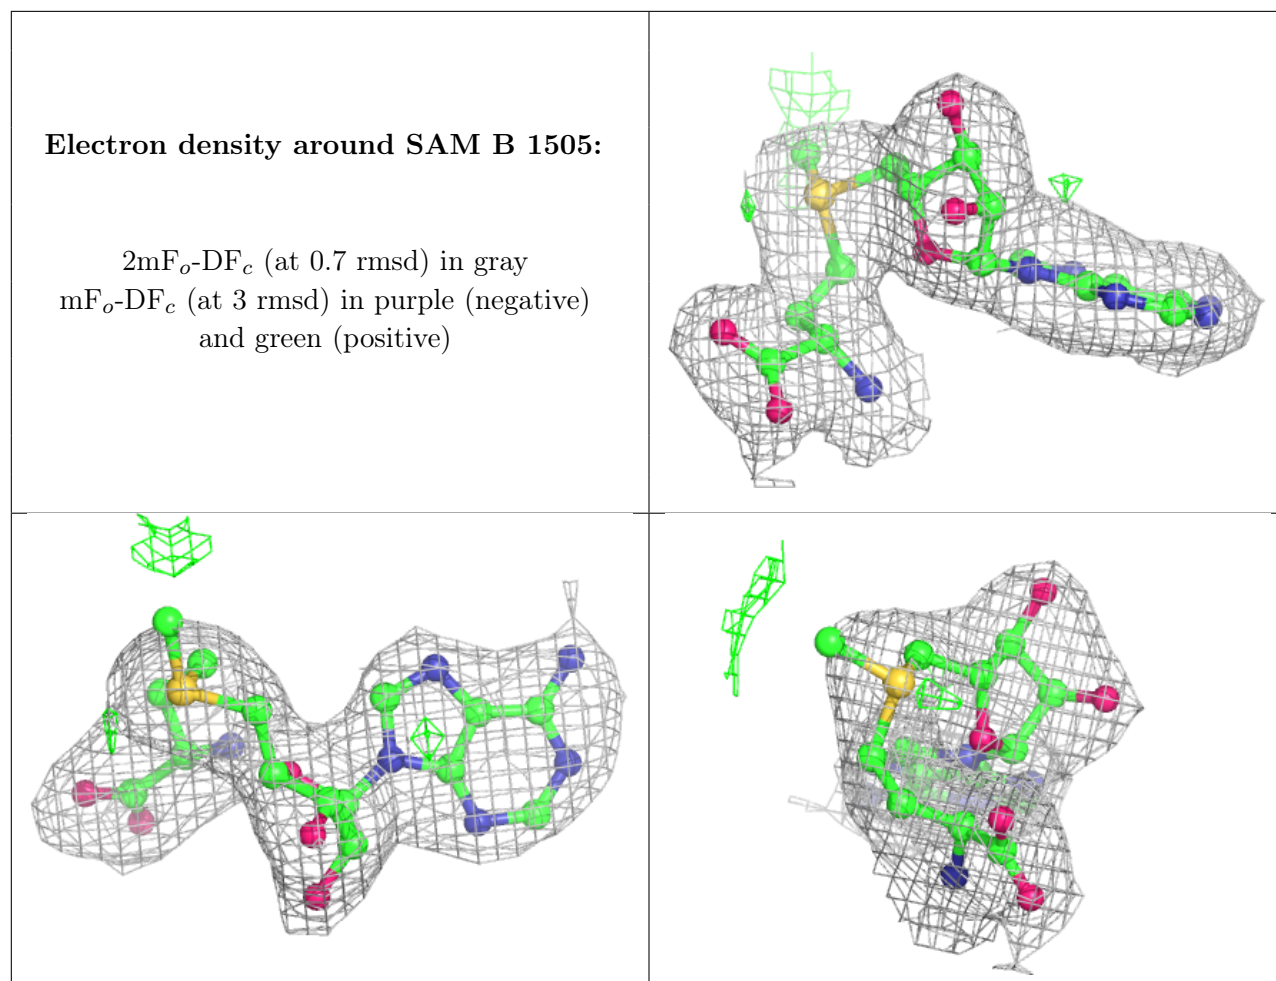 Electron density around SAM B 1505:
2mFo-DFc (at 0.7 rmsd) in gray
mFo-DFc (at 3 rmsd) in purple (negative)
and green (positive)